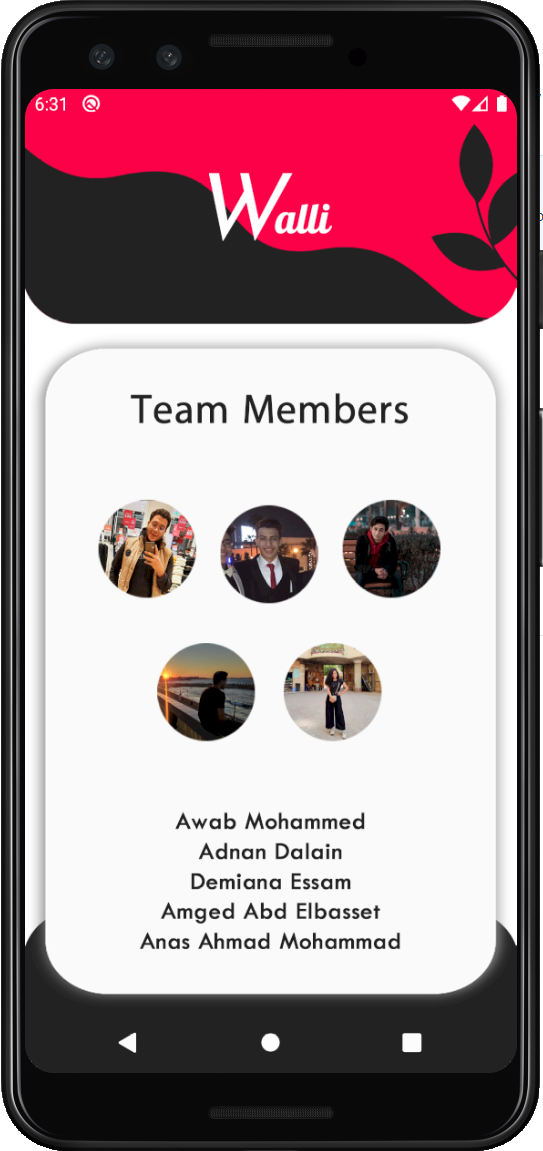 6:31
Walli
Team Members
Awab Mohammed
Adnan Dalain
Demiana Essam
Amged Abd Elbasset
Anas Ahmad Mohammad